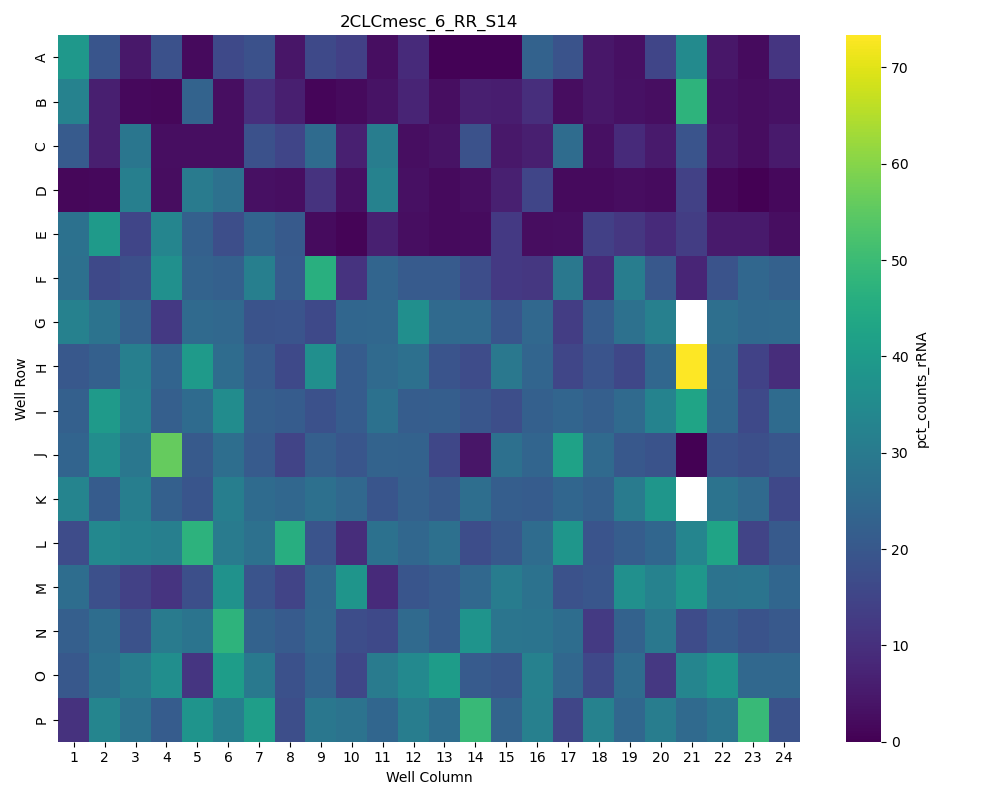 2CLCmesc_6_RR_S14
Well Row
A
B
C
D
E
F
G
H
I
J
K
L
M
N
O
P
1 2 3 4 5 6 7 8 9 10 11 12 13 14 15 16 17 18 19 20 21 22 23 24
Well Column
70
60
50
40
30
20
10
0
pct_counts_rRNA